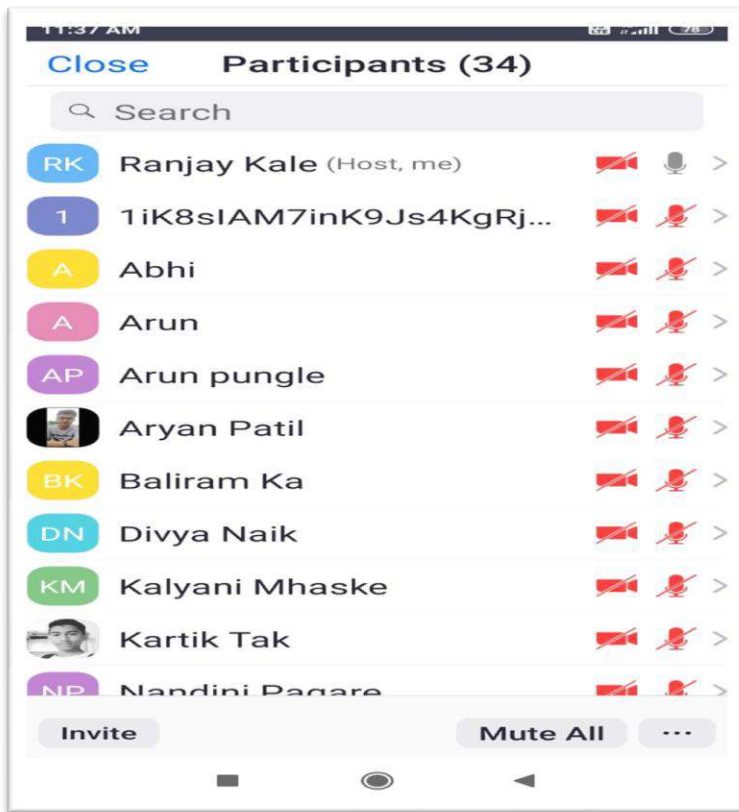 11:37 AM 78
Close Participants (34)
Search
RK Ranjay Kale (Host, me)
1 1iK8sIAM7inK9Js4KgRj...
A Abhi
A Arun
AP Arun pungle
Aryan Patil
BK Baliram Ka
DN Divya Naik
KM Kalyani Mhaske
Kartik Tak
NP Nandini Pagare
Invite Mute All ...